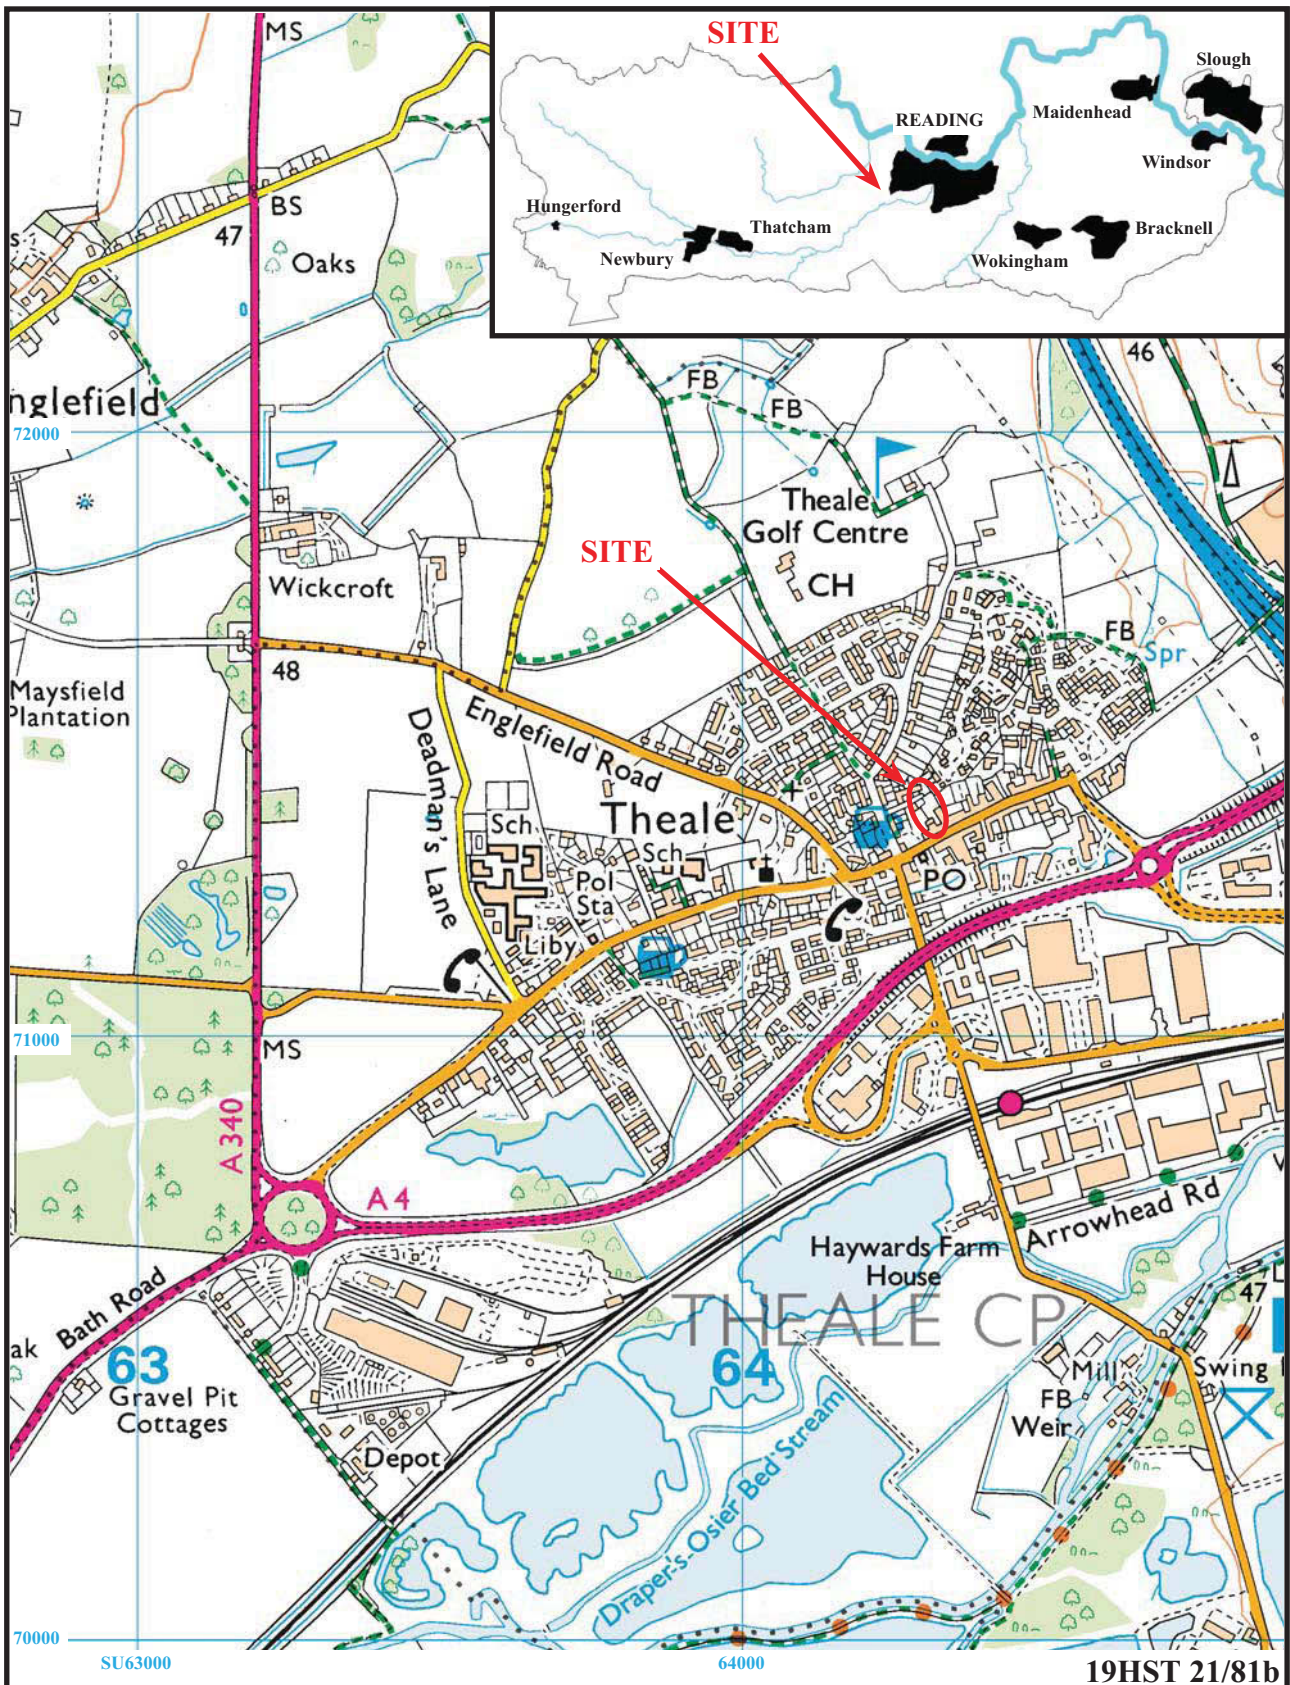 MS
SITE
Slough
Maidenhead
READING
Windsor
BS
47
Hungerford
Thatcham
Bracknell
Oaks
Newbury
Wokingham
46
FB
nglefield
FB
72000
Theale
Golf Centre
SITE
CH
Wickcroft
FB
Spr
48
Maysfield
Plantation
Deadman's Lane
Englefield Road
Theale
Sch
Sch
Pol
Sta
PO
Liby
71000
MS
A340
A4
Arrowhead Rd
Haywards Farm
House
Bath Road
THEALE CP
47
ak
63
64
Mill
Swing
Gravel Pit
Cottages
FB
Weir
Depot
Draper's Osier Bed Stream
70000
SU63000
64000
19HST 21/81b